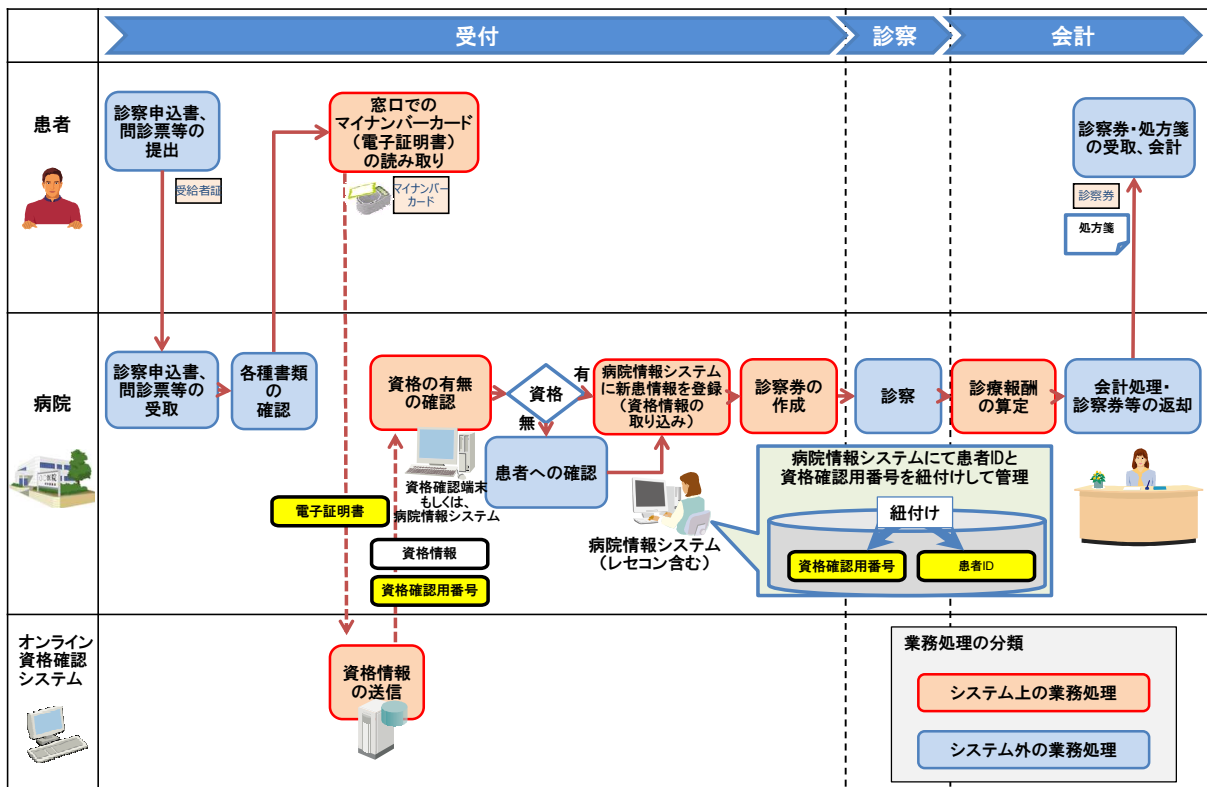 受付
診察
会計
患者
診察申込書、
問診票等の
提出
受給者証
窓口での
マイナンバーカード
（電子証明書）
の読み取り
マイナンバー
カード
診察券・処方箋
の受取、会計
診察券
処方箋
病院
診察申込書、
問診票等の
受取
各種書類
の
確認
資格の有無
の確認
資格
有
無
患者への確認
病院情報システム
に新患情報を登録
（資格情報の
取り込み）
診察券の
作成
診察
診療報酬
の算定
会計処理・
診察券等の返却
資格確認端末
もしくは、
病院情報システム
電子証明書
資格情報
資格確認用番号
病院情報システム
（レセコン含む）
病院情報システムにて患者IDと
資格確認用番号を紐付けして管理
紐付け
資格確認用番号
患者ID
オンライン
資格確認
システム
資格情報
の送信
業務処理の分類
システム上の業務処理
システム外の業務処理